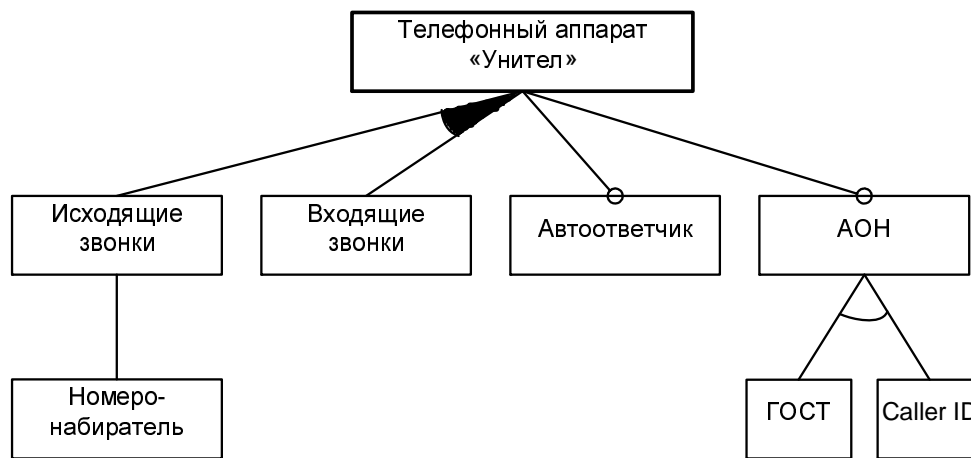 Телефонный аппарат
«Унител»
Исходящие
звонки
Входящие
звонки
Автоответчик
АОН
Номеро-
набиратель
ГОСТ
Caller ID